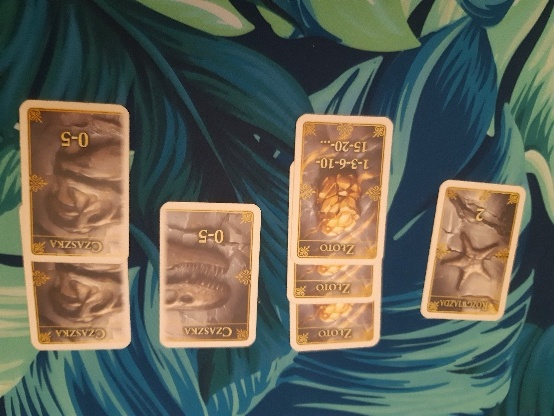 0-5
CZASZKA
CZASZKA
0-5
CZASZKA
1-3-6-10-
15-20-...
ZŁOTO
ZŁOTO
ZŁOTO
2
ROZGWIAZDA